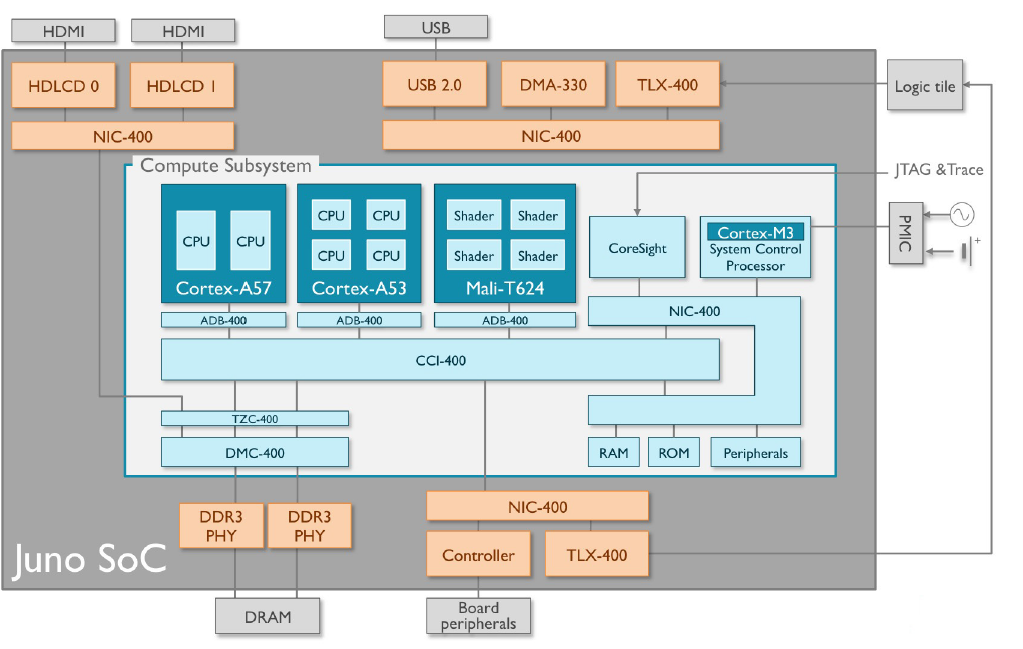 HDMI
HDMI
USB
HDLCD 0
HDLCD 1
USB 2.0
DMA-330
TLX-400
Logic tile
NIC-400
NIC-400
Compute Subsystem
JTAG &Trace
CPU
CPU
CPU
CPU
CPU
CPU
Shader
Shader
Shader
Shader
Cortex-A57
Cortex-A53
Mali-T624
CoreSight
Cortex-M3
System Control
Processor
PMIC
+
ADB-400
ADB-400
ADB-400
NIC-400
CCI-400
TZC-400
DMC-400
RAM
ROM
Peripherals
DDR3
PHY
DDR3
PHY
NIC-400
Controller
TLX-400
Juno SoC
DRAM
Board
peripherals